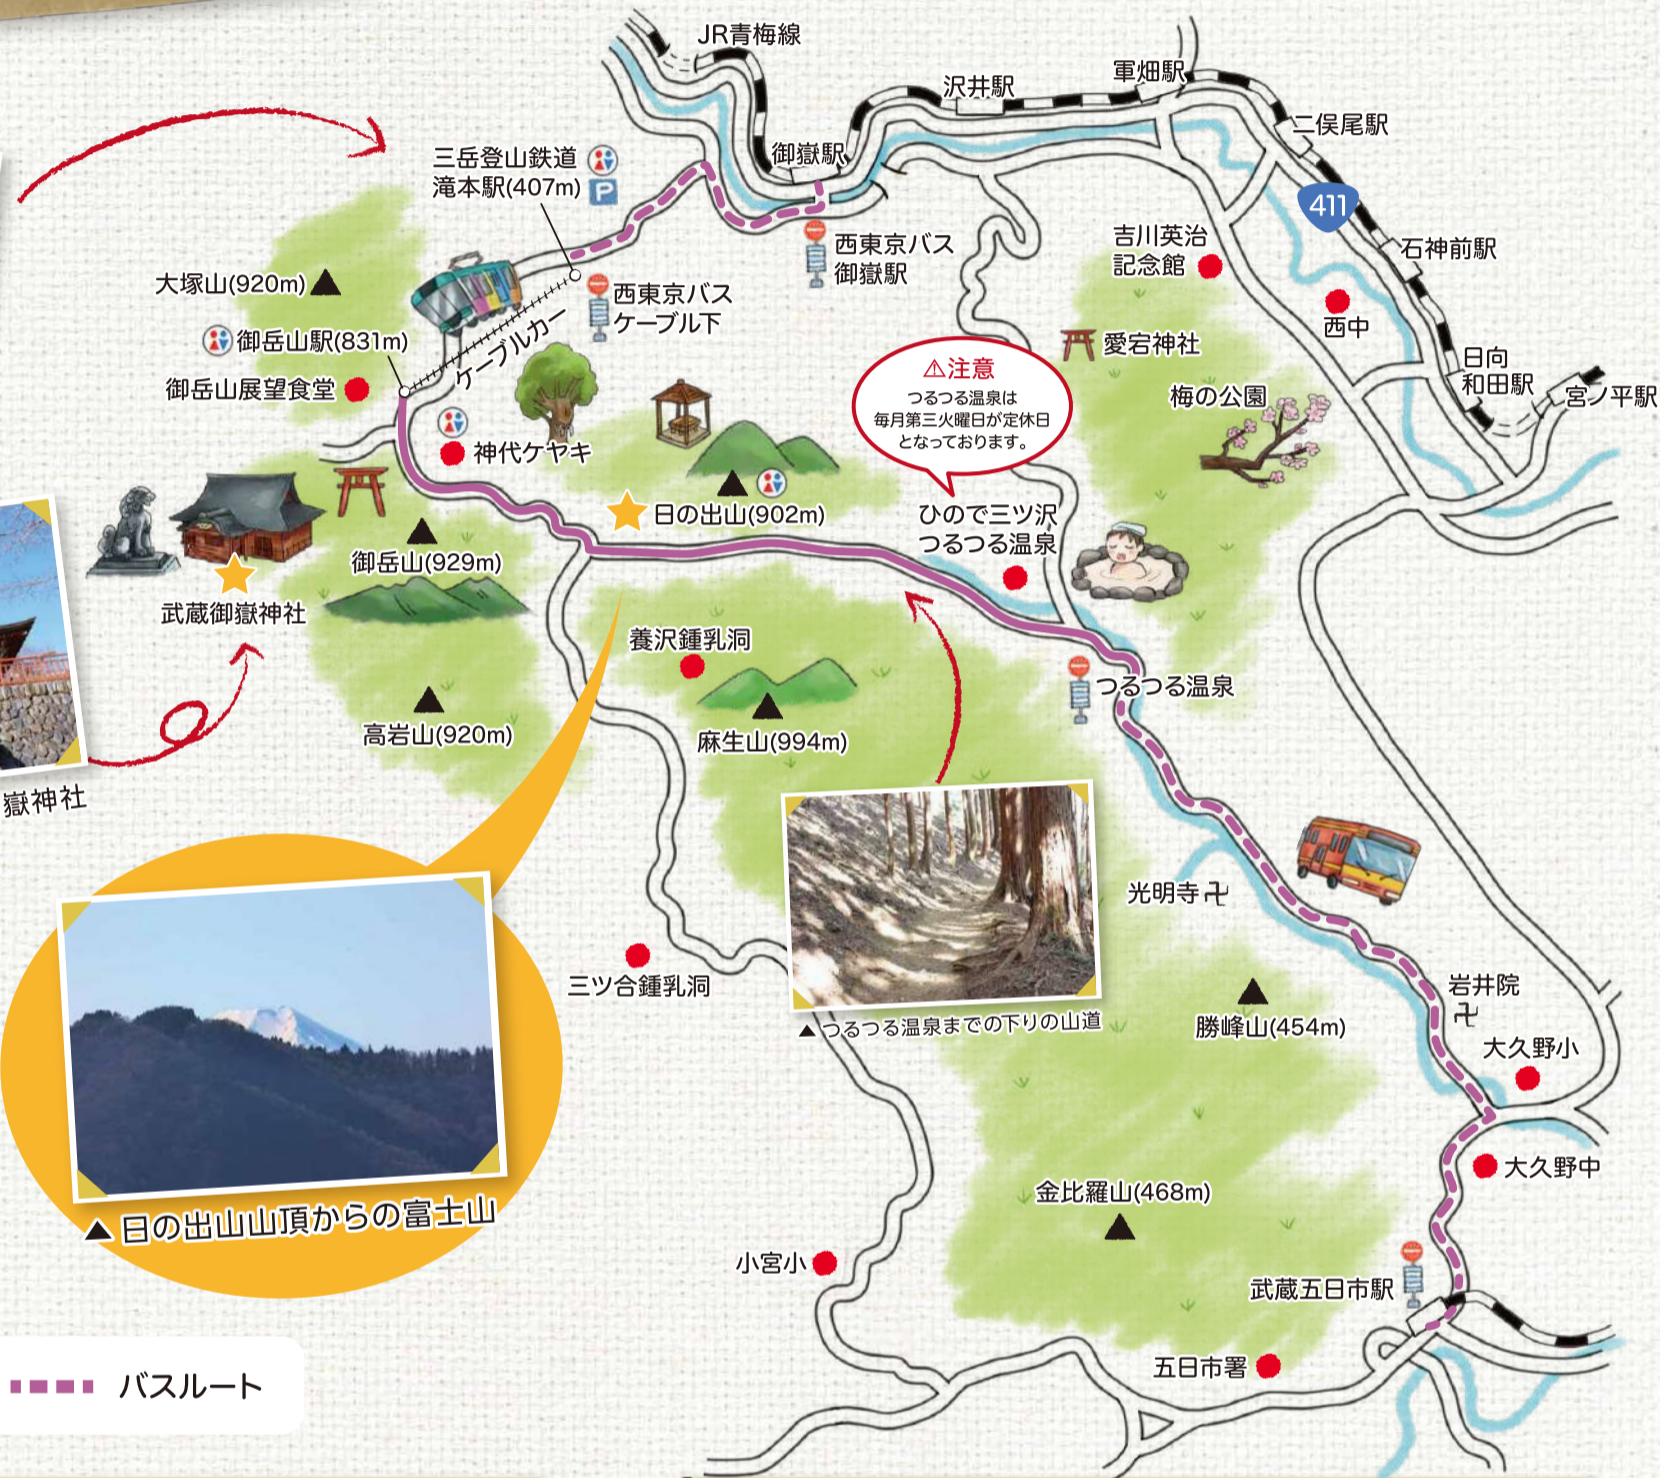 JR青梅線
沢井駅
軍畑駅
二俣尾駅
御嶽駅
三岳登山鉄道
滝本駅(407m)
P
411
石神前駅
吉川英治
記念館
西東京バス
御嶽駅
大塚山(920m)
西東京バス
ケーブル下
西中
御岳山駅(831m)
ケーブルカー
愛宕神社
日向
和田駅
宮ノ平駅
⚠注意
つるつる温泉は
毎月第三火曜日が定休日
となっております。
御岳山展望食堂
梅の公園
神代ケヤキ
日の出山(902m)
ひので三ツ沢
つるつる温泉
御岳山(929m)
武蔵御嶽神社
養沢鍾乳洞
つるつる温泉
高岩山(920m)
麻生山(994m)
嶽神社
光明寺卍
三ツ合鍾乳洞
岩井院
卍
▲つるつる温泉までの下りの山道
勝峰山(454m)
大久野小
大久野中
金比羅山(468m)
▲日の出山山頂からの富士山
小宮小
武蔵五日市駅
五日市署
バスルート